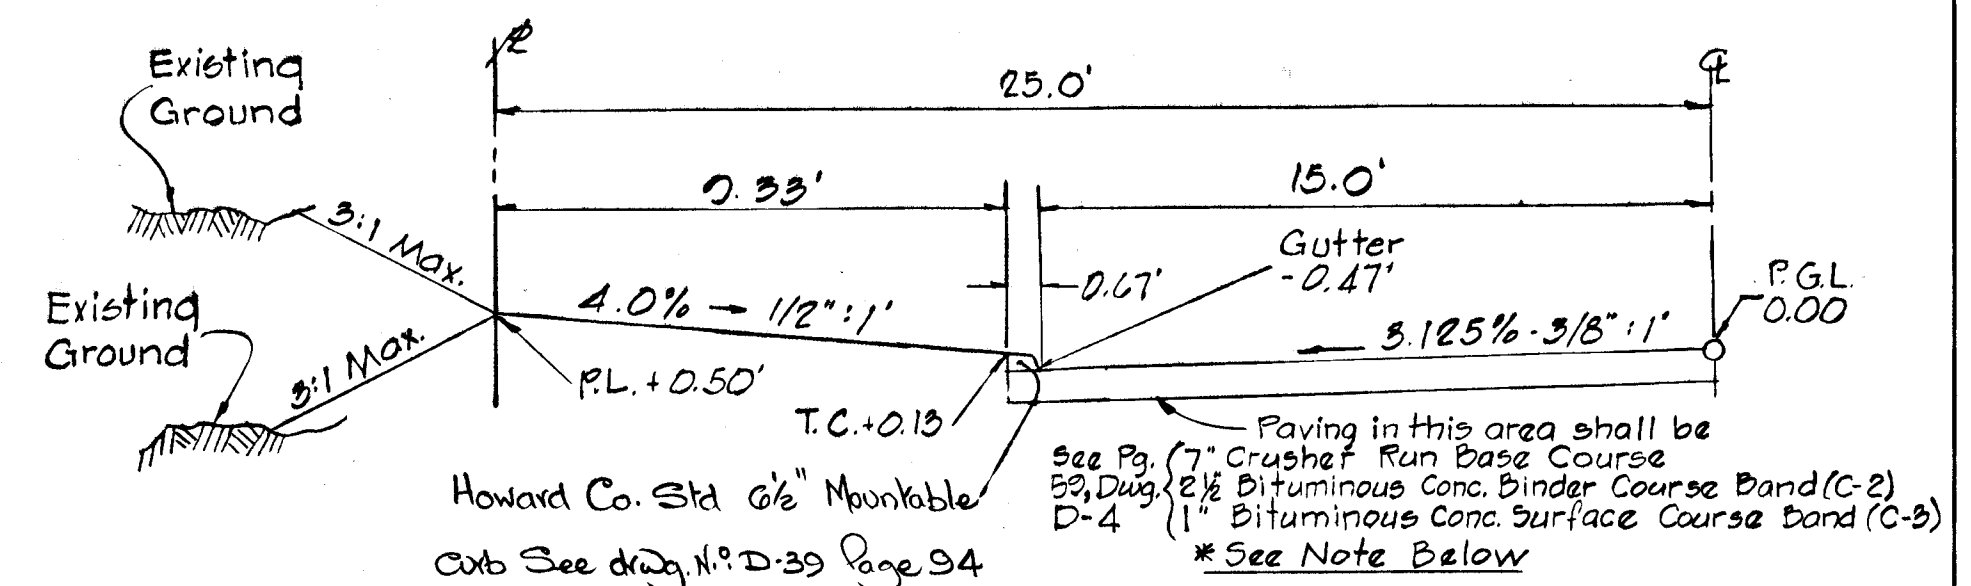 Existing
Ground
PL
CL
25.0'
9.33'
15.0'
3:1 Max.
Gutter
-0.47'
0.67'
P.G.L.
0.00
4.0% → 1/2" : 1'
3.125% - 3/8" : 1'
Existing
Ground
3:1 Max.
P.L. + 0.50'
T.C. +0.13
Paving in this area shall be
See Pg. 7" Crusher Run Base Course
59, Dwg. 2½" Bituminous Conc. Binder Course Band (C-2)
D-4 1" Bituminous Conc. Surface Course Band (C-3)
* See Note Below
Howard Co. Std 6½" Mountable
Curb See drwg. No: D-39 Page 94